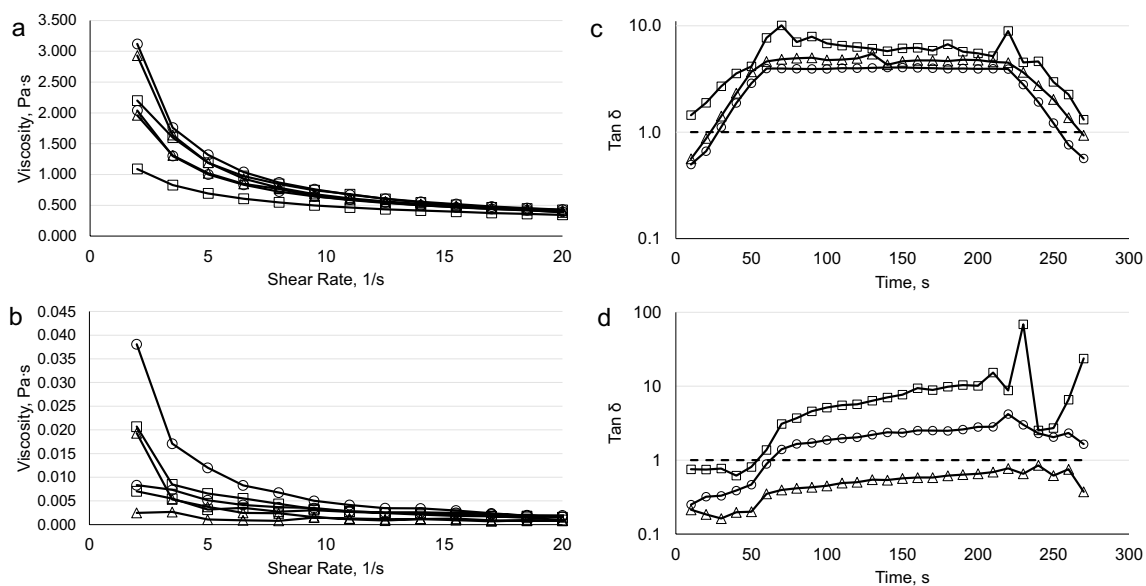 a
Viscosity, Pa·s
3.500
3.000
2.500
2.000
1.500
1.000
0.500
0.000
0 5 10 15 20
Shear Rate, 1/s
b
Viscosity, Pa·s
0.045
0.040
0.035
0.030
0.025
0.020
0.015
0.010
0.005
0.000
0 5 10 15 20
Shear Rate, 1/s
c
Tan δ
10.0
1.0
0.1
0 50 100 150 200 250 300
Time, s
d
Tan δ
100
10
1
0.1
0 50 100 150 200 250 300
Time, s